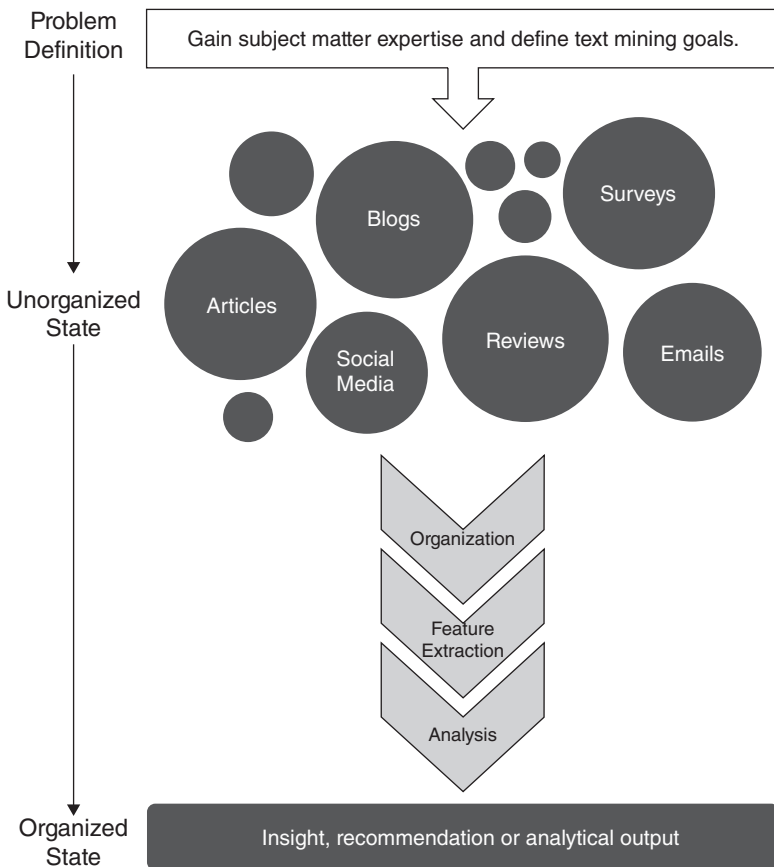 Problem
Definition
Gain subject matter expertise and define text mining goals.
Blogs
Surveys
Unorganized
State
Articles
Social
Media
Reviews
Emails
Organization
Feature
Extraction
Analysis
Organized
State
Insight, recommendation or analytical output